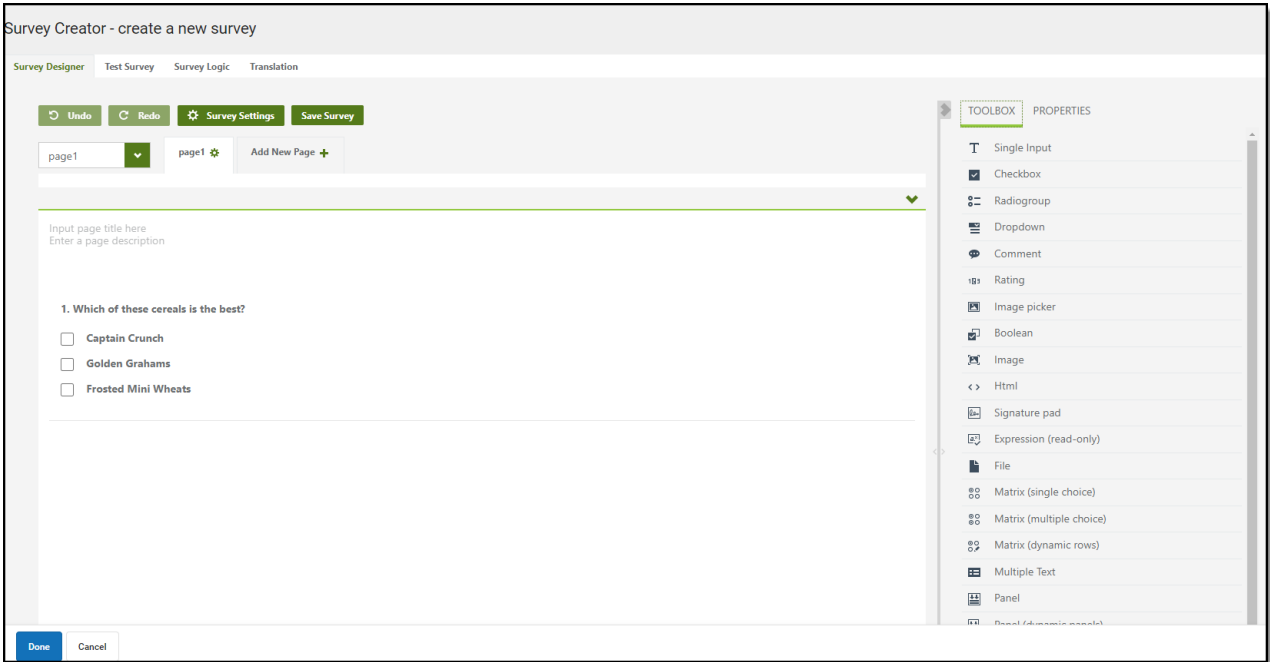 Survey Creator - create a new survey
Survey Designer Test Survey Survey Logic Translation
Undo Redo Survey Settings Save Survey
page1 page1 Add New Page
Input page title here
Enter a page description
1. Which of these cereals is the best?
Captain Crunch
Golden Grahams
Frosted Mini Wheats
TOOLBOX PROPERTIES
Single Input
Checkbox
Radiogroup
Dropdown
Comment
Rating
Image picker
Boolean
Image
Html
Signature pad
Expression (read-only)
File
Matrix (single choice)
Matrix (multiple choice)
Matrix (dynamic rows)
Multiple Text
Panel
Panel (dynamic panels)
Done Cancel